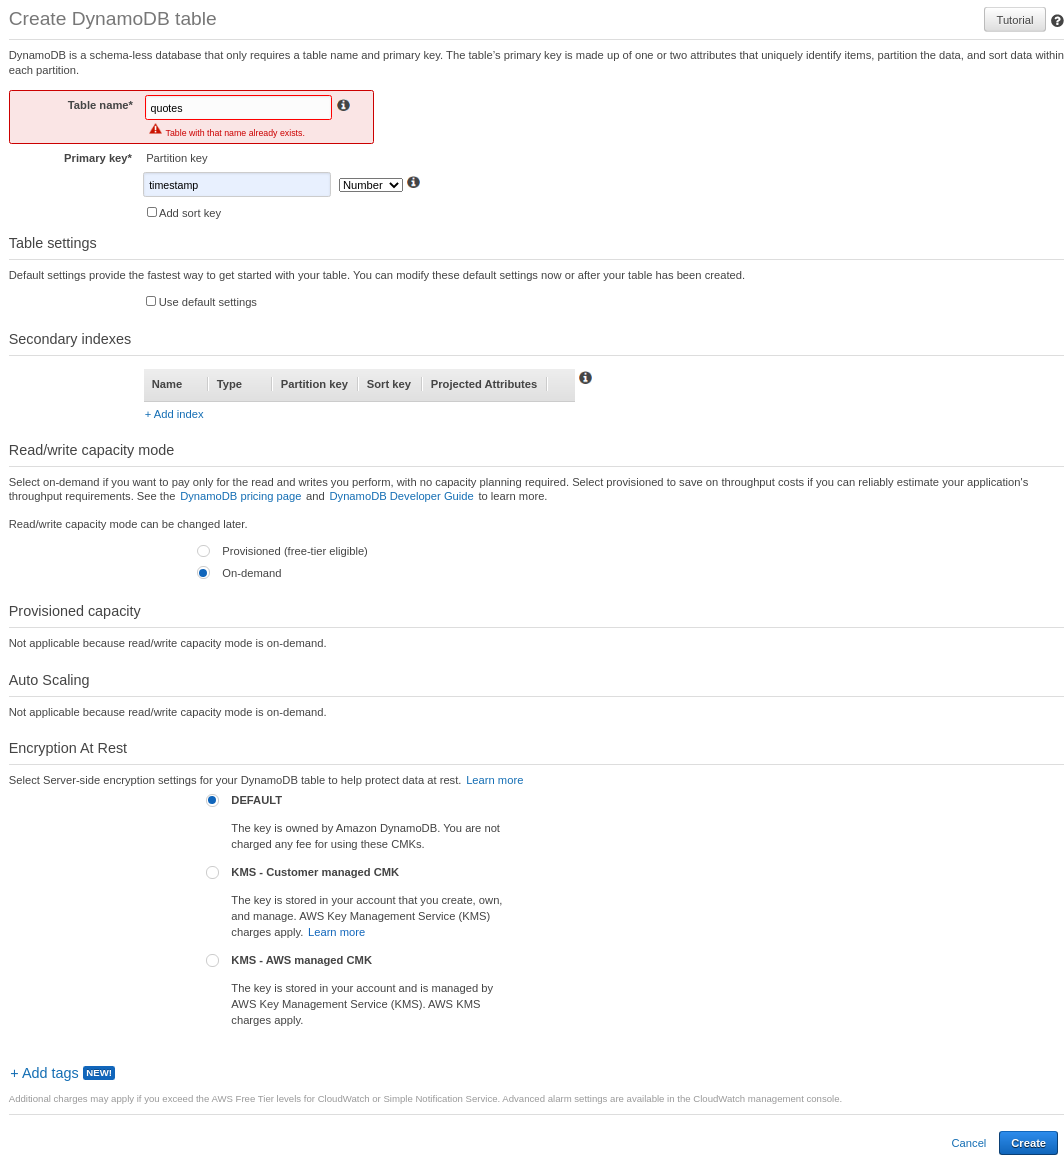 Create DynamoDB table
Tutorial
DynamoDB is a schema-less database that only requires a table name and primary key. The table's primary key is made up of one or two attributes that uniquely identify items, partition the data, and sort data within
each partition.
Table name* quotes
Table with that name already exists.
Primary key* Partition key
timestamp Number
Add sort key
Table settings
Default settings provide the fastest way to get started with your table. You can modify these default settings now or after your table has been created.
Use default settings
Secondary indexes
Name Type Partition key Sort key Projected Attributes
+ Add index
Read/write capacity mode
Select on-demand if you want to pay only for the read and writes you perform, with no capacity planning required. Select provisioned to save on throughput costs if you can reliably estimate your application's
throughput requirements. See the DynamoDB pricing page and DynamoDB Developer Guide to learn more.
Read/write capacity mode can be changed later.
Provisioned (free-tier eligible)
On-demand
Provisioned capacity
Not applicable because read/write capacity mode is on-demand.
Auto Scaling
Not applicable because read/write capacity mode is on-demand.
Encryption At Rest
Select Server-side encryption settings for your DynamoDB table to help protect data at rest. Learn more
DEFAULT
The key is owned by Amazon DynamoDB. You are not
charged any fee for using these CMKs.
KMS - Customer managed CMK
The key is stored in your account that you create, own,
and manage. AWS Key Management Service (KMS)
charges apply. Learn more
KMS - AWS managed CMK
The key is stored in your account and is managed by
AWS Key Management Service (KMS). AWS KMS
charges apply.
+ Add tags NEW!
Additional charges may apply if you exceed the AWS Free Tier levels for CloudWatch or Simple Notification Service. Advanced alarm settings are available in the CloudWatch management console.
Cancel Create